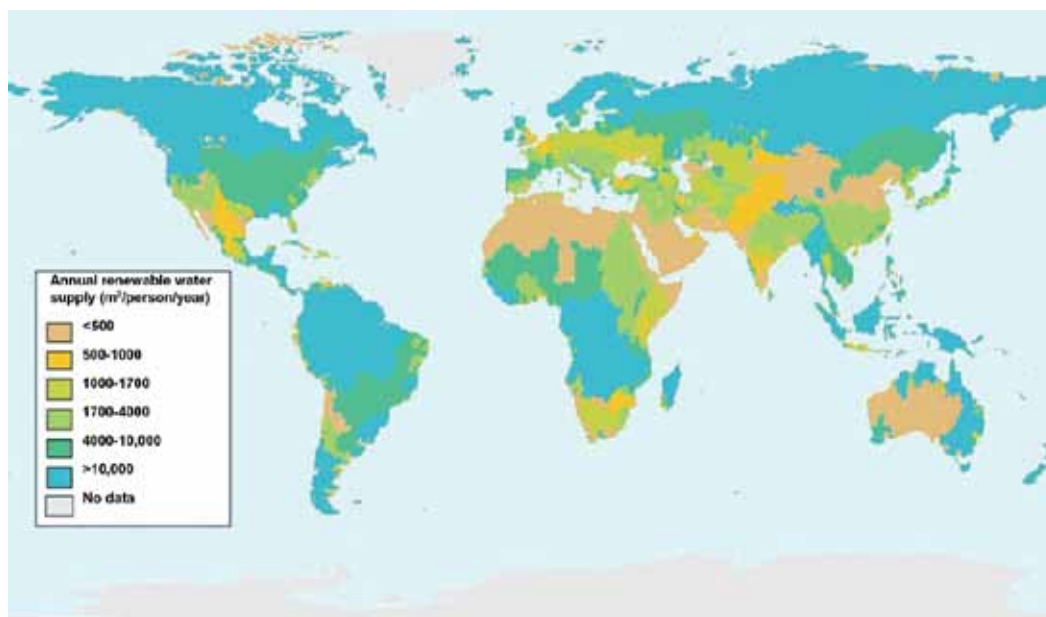 Annual renewable water
supply (m³/person/year)
<500
500-1000
1000-1700
1700-4000
4000-10,000
>10,000
No data